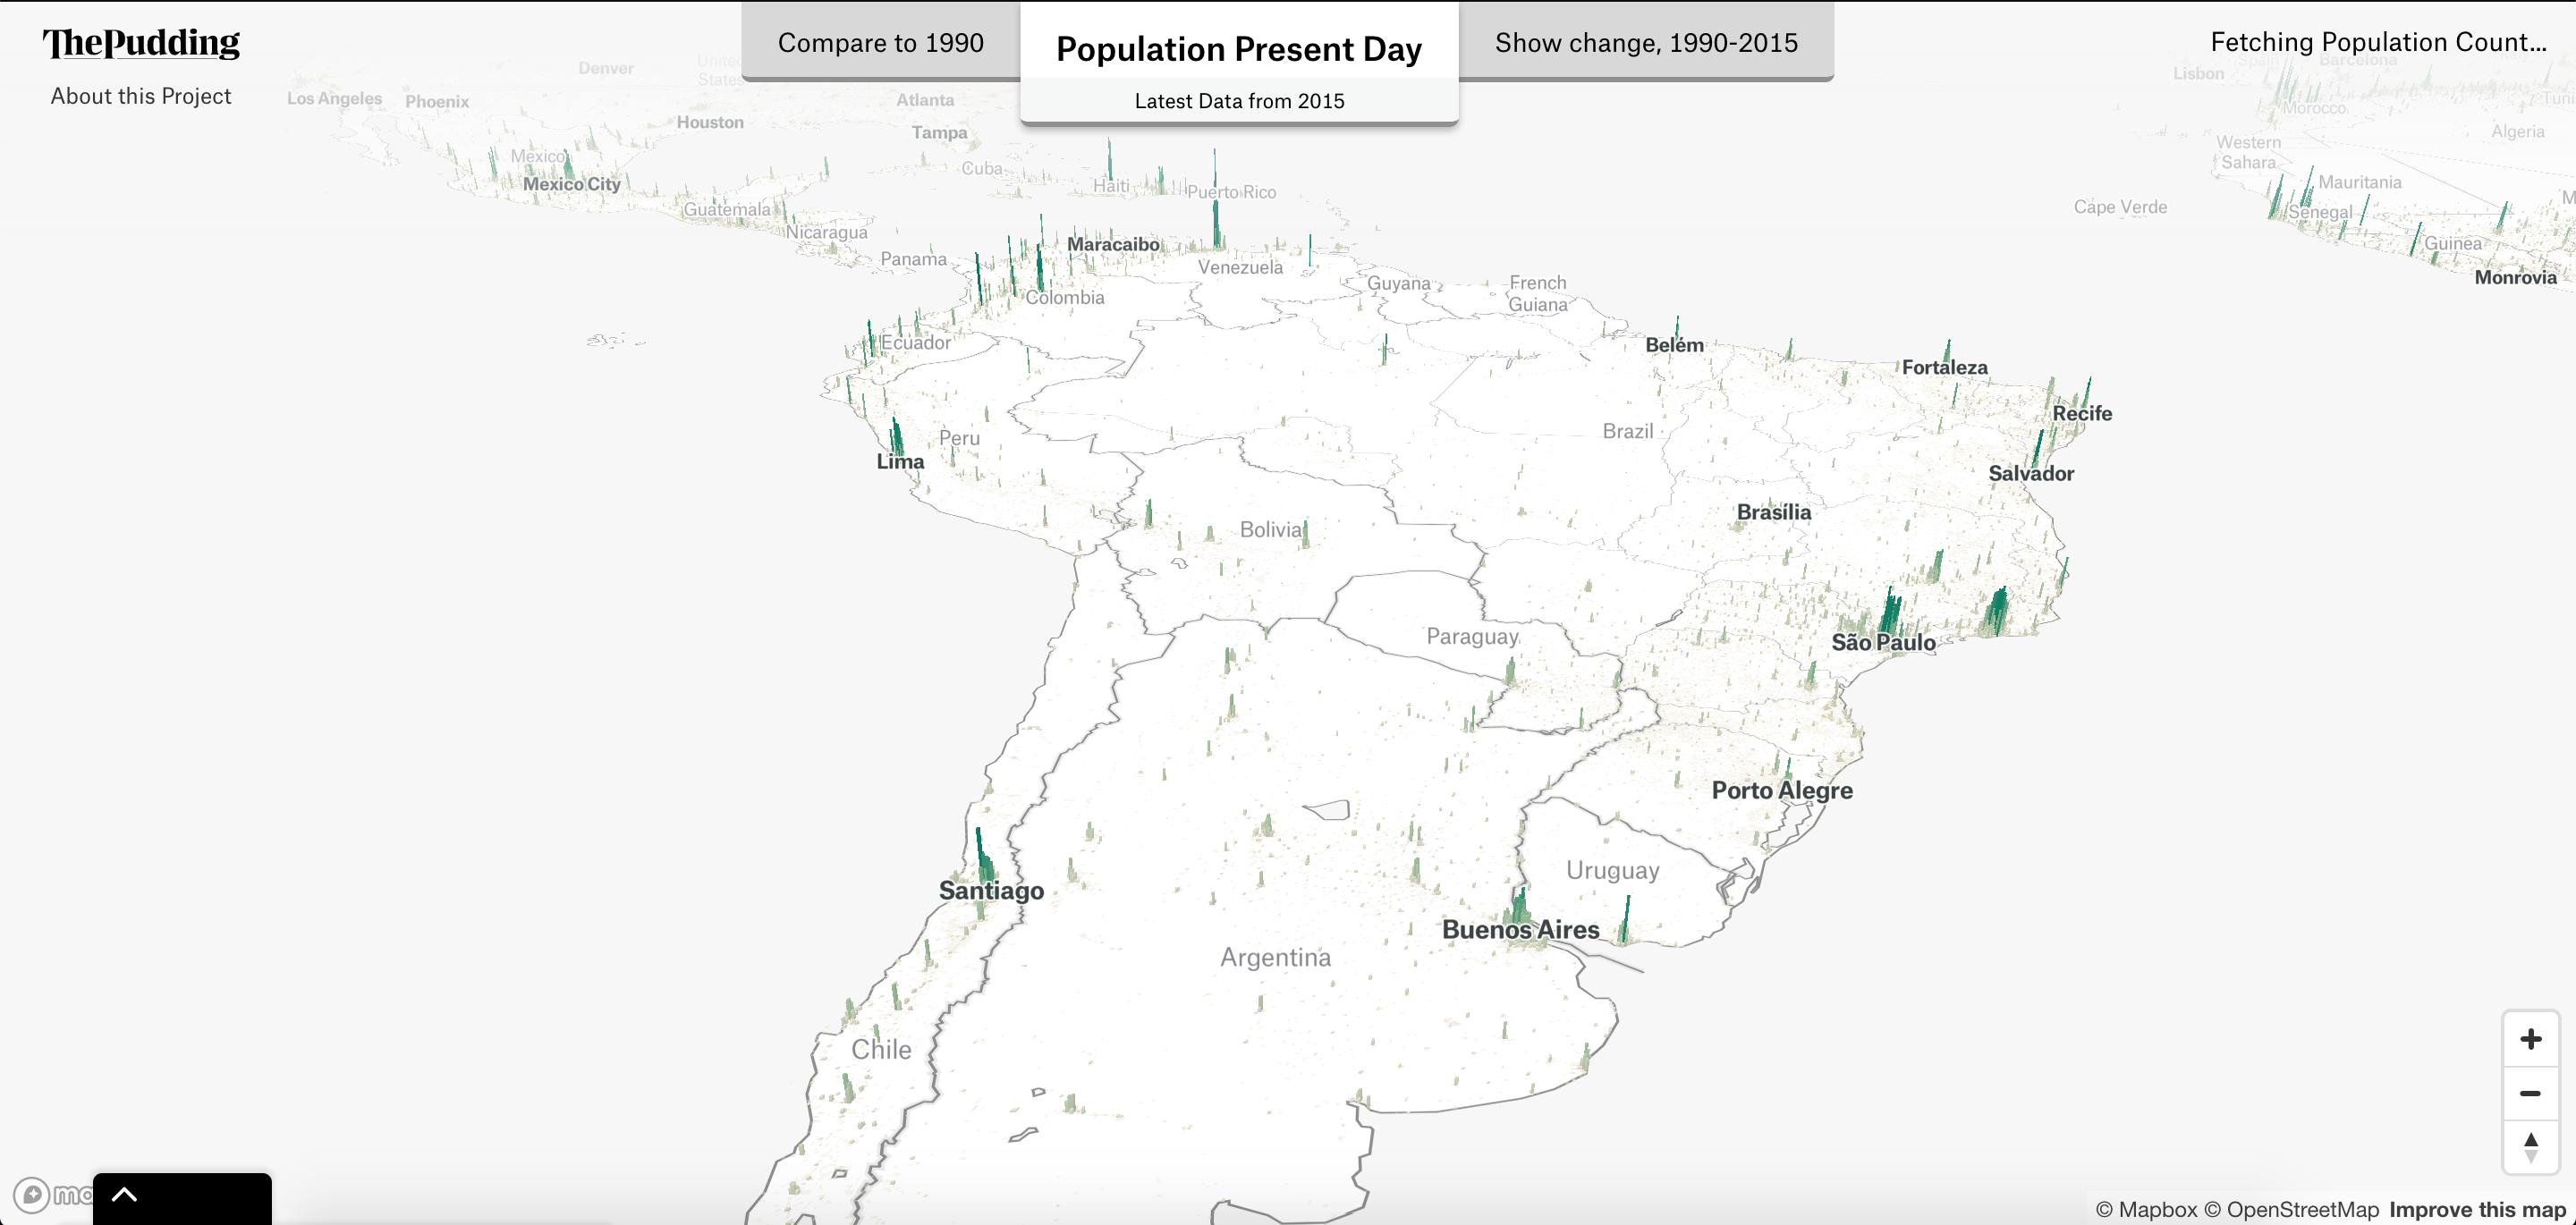 ThePudding
About this Project
Compare to 1990
Population Present Day
Latest Data from 2015
Show change, 1990-2015
Fetching Population Count...
Denver
United
States
Los Angeles
Phoenix
Atlanta
Houston
Tampa
Lisbon
Spain
Barcelona
Morocco
Algeria
Western
Sahara
Mexico
Mexico City
Cuba
Haiti
Puerto Rico
Mauritania
Cape Verde
Senegal
Guatemala
Nicaragua
Panama
Maracaibo
Venezuela
Guinea
Monrovia
Colombia
Guyana
French
Guiana
Ecuador
Belém
Fortaleza
Recife
Peru
Lima
Brazil
Salvador
Brasília
Bolivia
Paraguay
São Paulo
Porto Alegre
Uruguay
Santiago
Buenos Aires
Argentina
Chile
© Mapbox © OpenStreetMap Improve this map